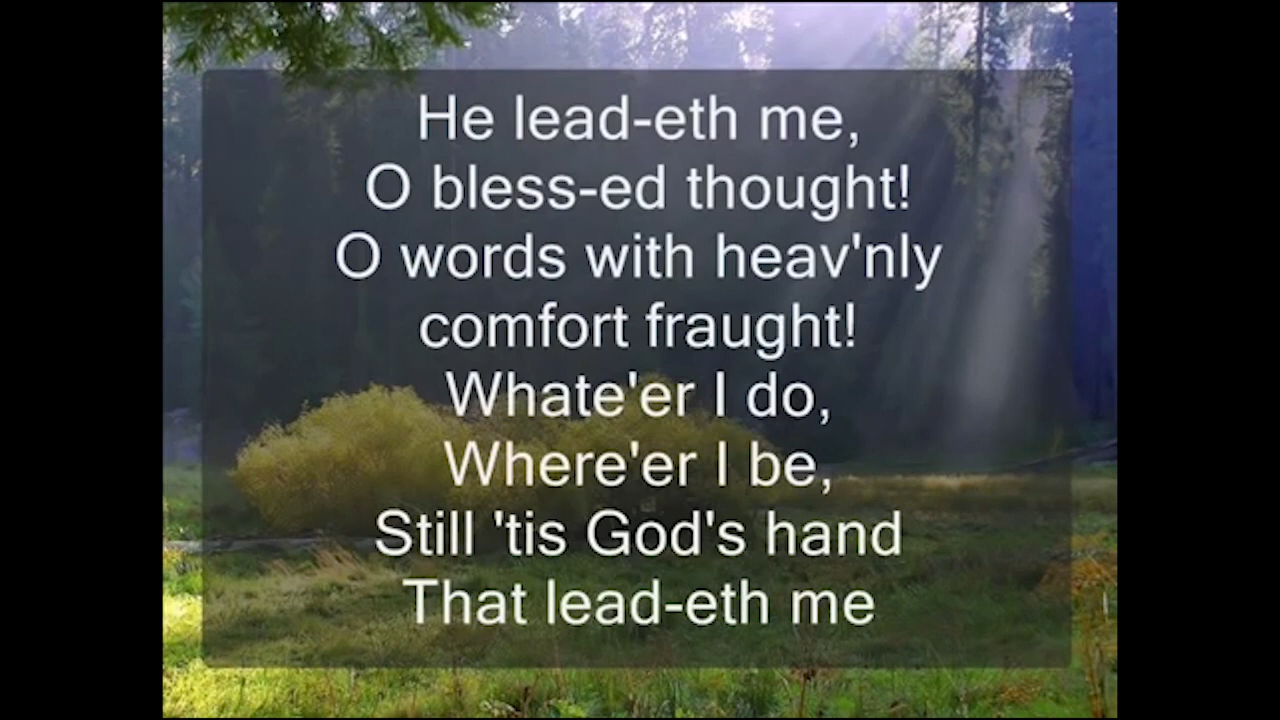 He lead-eth me,
O bless-ed thought!
O words with heav'nly
comfort fraught!
Whate'er I do,
Where'er I be,
Still 'tis God's hand
That lead-eth me